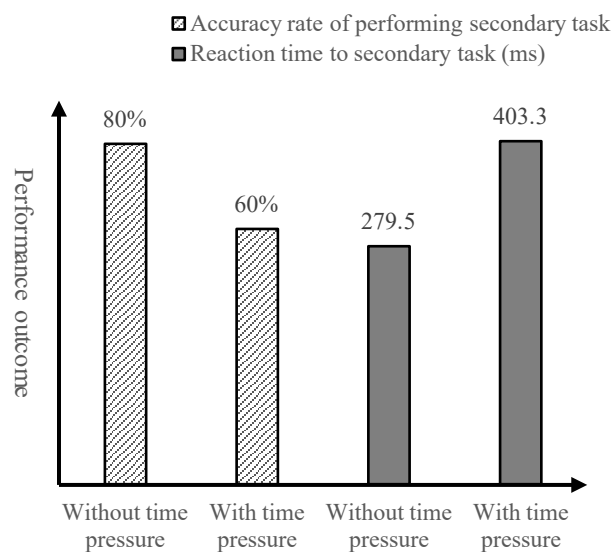 Accuracy rate of performing secondary task
Reaction time to secondary task (ms)
Performance outcome
80%
60%
279.5
403.3
Without time
pressure
With time
pressure
Without time
pressure
With time
pressure